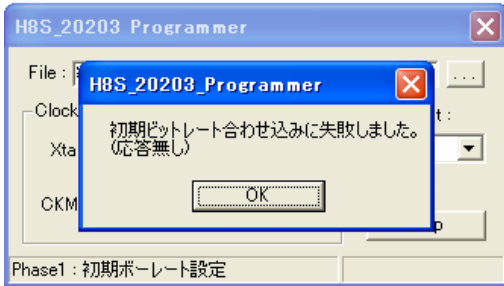 H8S_20203 Programmer
File :
...
H8S_20203_Programmer
Clock
t :
初期ビットレート合わせ込みに失敗しました。
(応答無し)
Xta
OK
CKM
p
Phase1 : 初期ボーレート設定